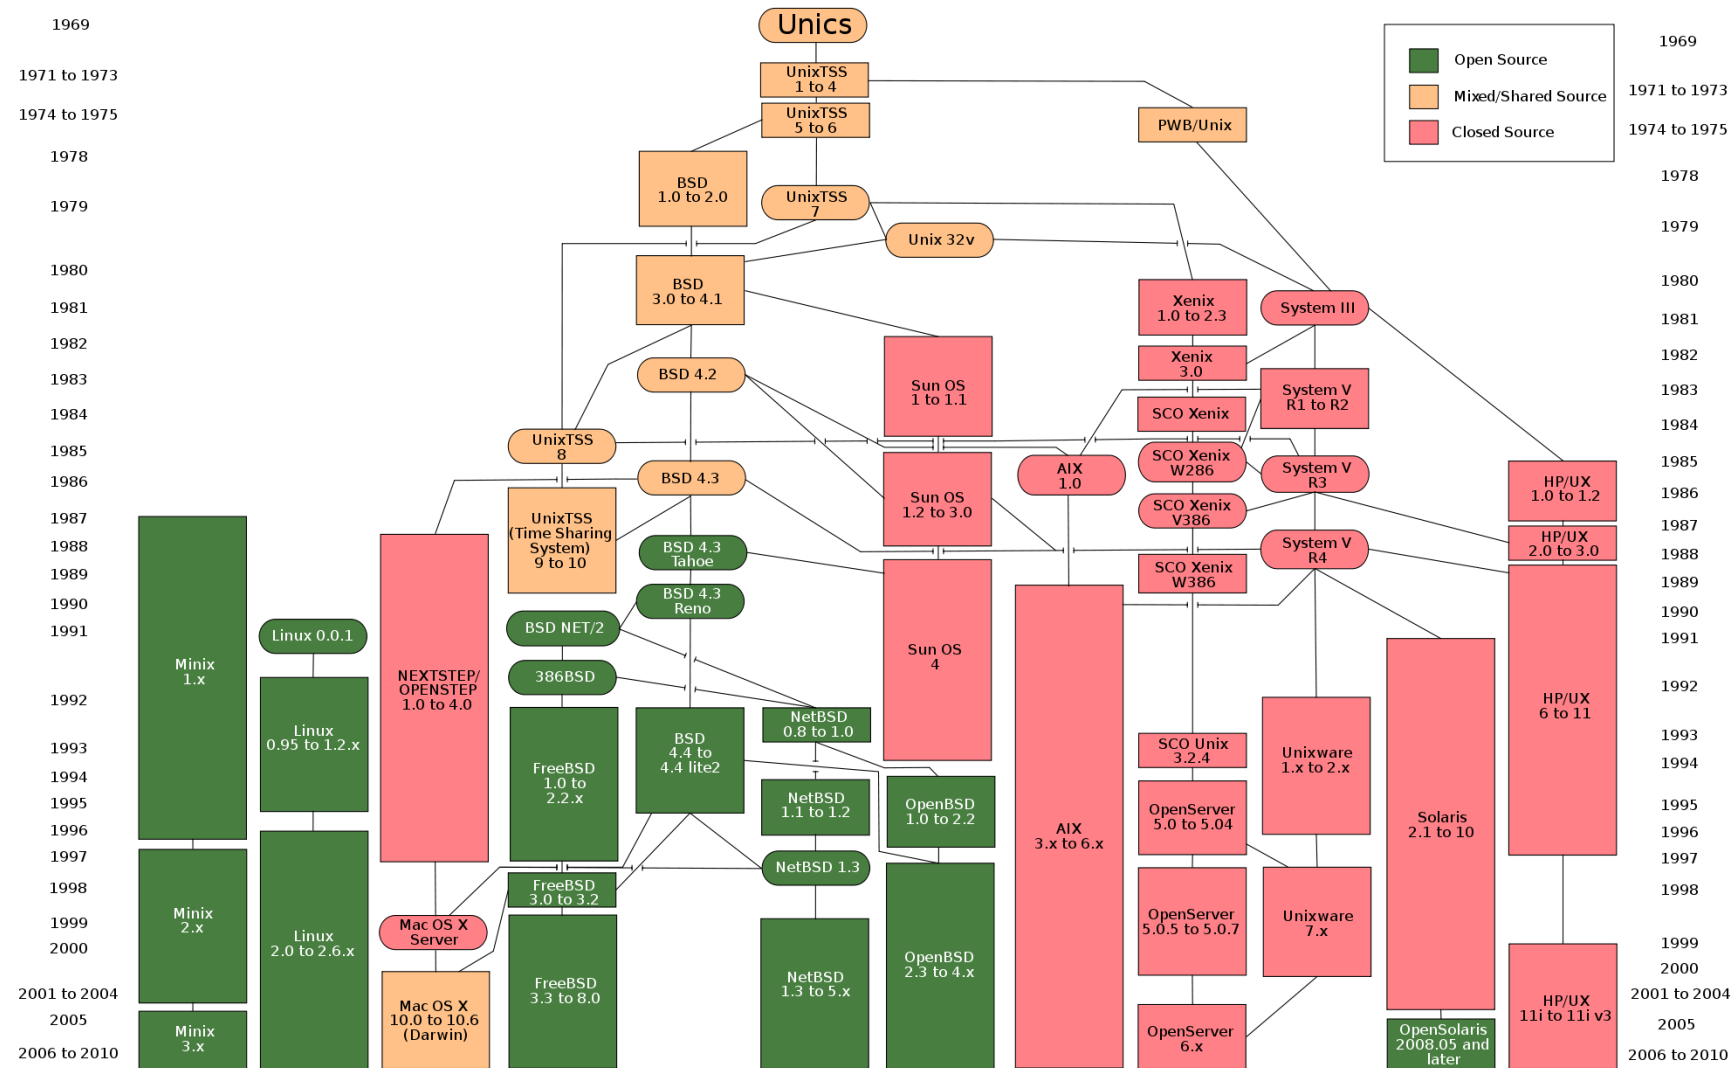 Unics
1969
1969
Open Source
UnixTSS
1 to 4
1971 to 1973
1971 to 1973
Mixed/Shared Source
UnixTSS
5 to 6
1974 to 1975
PWB/Unix
1974 to 1975
Closed Source
1978
1978
BSD
1.0 to 2.0
UnixTSS
7
1979
1979
Unix 32v
1980
1980
BSD
3.0 to 4.1
Xenix
1.0 to 2.3
System III
1981
1981
1982
1982
Xenix
3.0
1983
1983
BSD 4.2
Sun OS
1 to 1.1
System V
R1 to R2
1984
1984
SCO Xenix
UnixTSS
8
1985
1985
SCO Xenix
W286
AIX
1.0
System V
R3
BSD 4.3
1986
1986
HP/UX
1.0 to 1.2
Sun OS
1.2 to 3.0
SCO Xenix
V386
UnixTSS
(Time Sharing
System)
9 to 10
1987
1987
1988
1988
BSD 4.3
Tahoe
System V
R4
HP/UX
2.0 to 3.0
1989
1989
SCO Xenix
W386
BSD 4.3
Reno
1990
1990
1991
1991
Linux 0.0.1
BSD NET/2
Sun OS
4
Minix
1.x
NEXTSTEP/
OPENSTEP
1.0 to 4.0
386BSD
1992
1992
HP/UX
6 to 11
Linux
0.95 to 1.2.x
NetBSD
0.8 to 1.0
BSD
4.4 to
4.4 lite2
1993
1993
SCO Unix
3.2.4
Unixware
1.x to 2.x
FreeBSD
1.0 to
2.2.x
1994
1994
1995
1995
NetBSD
1.1 to 1.2
OpenBSD
1.0 to 2.2
OpenServer
5.0 to 5.04
Solaris
2.1 to 10
1996
1996
AIX
3.x to 6.x
1997
1997
NetBSD 1.3
1998
1998
FreeBSD
3.0 to 3.2
Minix
2.x
OpenServer
5.0.5 to 5.0.7
Unixware
7.x
1999
1999
Mac OS X
Server
Linux
2.0 to 2.6.x
2000
2000
OpenBSD
2.3 to 4.x
FreeBSD
3.3 to 8.0
NetBSD
1.3 to 5.x
2001 to 2004
2001 to 2004
Mac OS X
10.0 to 10.6
(Darwin)
HP/UX
11i to 11i v3
2005
2005
Minix
3.x
OpenServer
6.x
OpenSolaris
2008.05 and
later
2006 to 2010
2006 to 2010